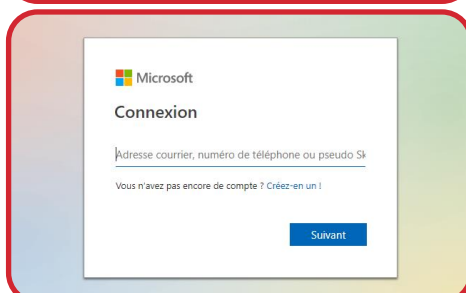 Microsoft
Connexion
Adresse courrier, numéro de téléphone ou pseudo Sk
Vous n'avez pas encore de compte ? Créez-en un !
Suivant